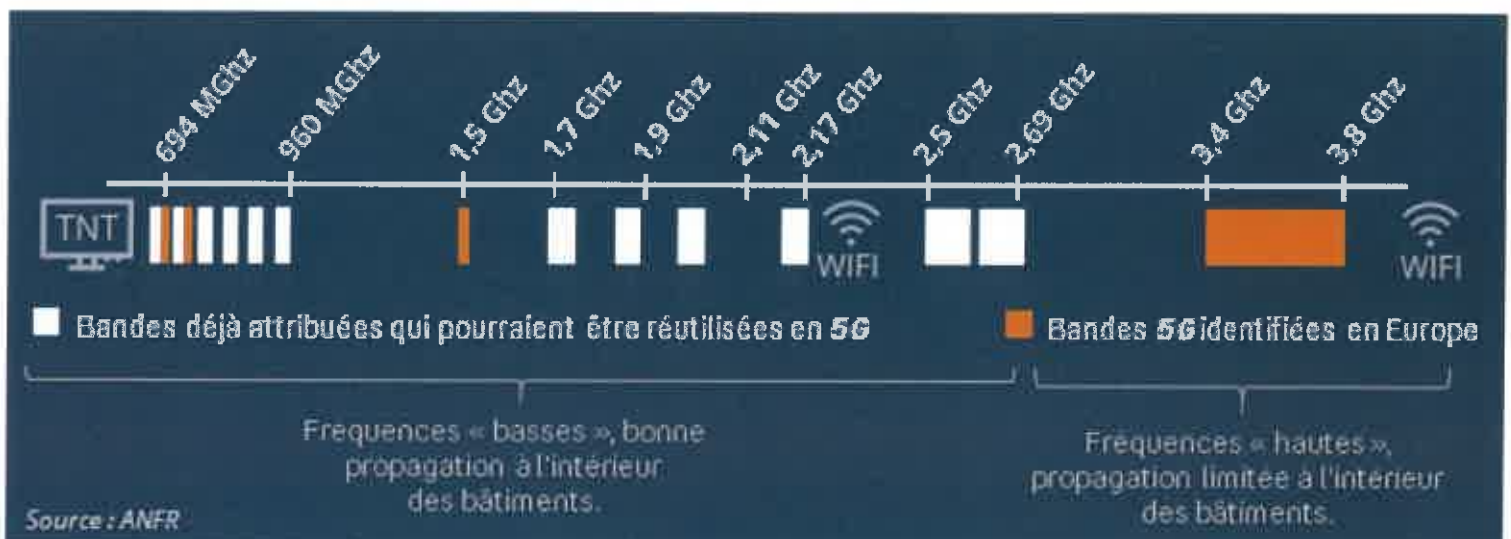 694 MGhz
960 MGhz
1,5 Ghz
1,7 Ghz
1,9 Ghz
2,11 Ghz
2,17 Ghz
2,5 Ghz
2,69 Ghz
3,4 Ghz
3,8 Ghz
TNT
WIFI
WIFI
Bandes déjà attribuées qui pourraient être réutilisées en 5G
Bandes 5G identifiées en Europe
Fréquences « basses », bonne
propagation à l'intérieur
des bâtiments.
Fréquences « hautes »,
propagation limitée à l'intérieur
des bâtiments.
Source : ANFR